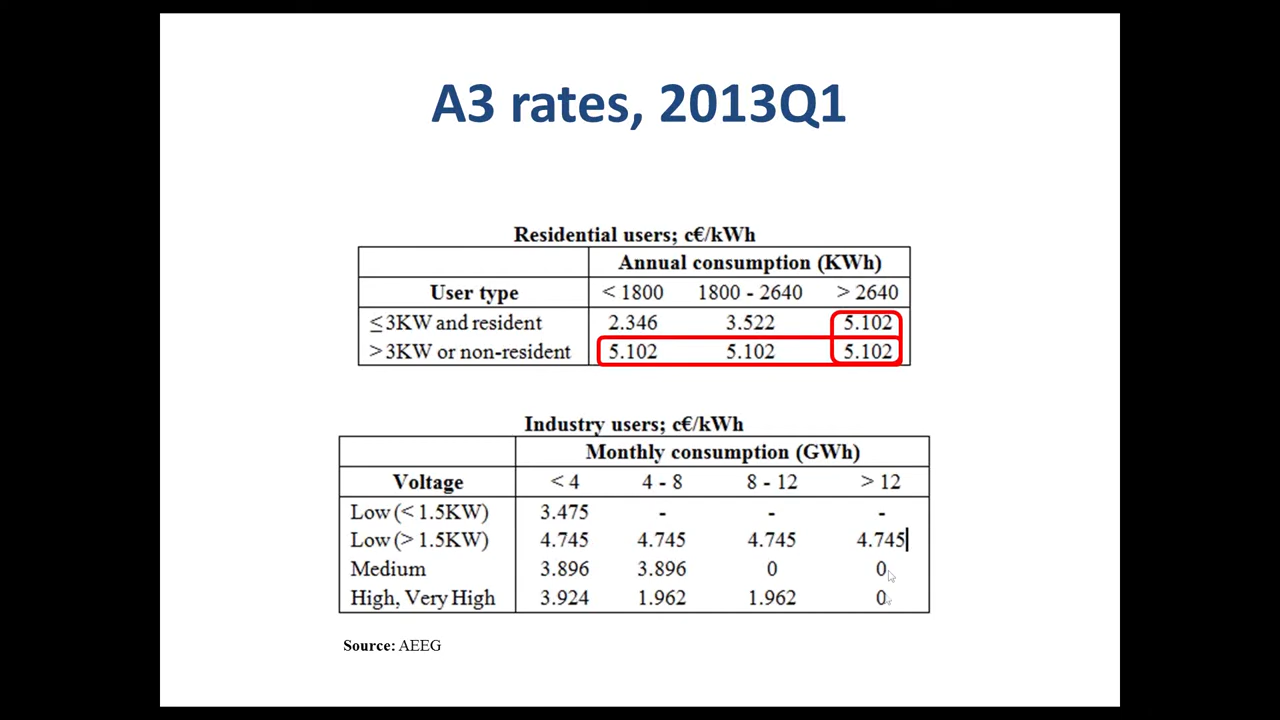 A3 rates, 2013Q1
Residential users; c€/kWh
Annual consumption (KWh)
User type < 1800 1800 - 2640 > 2640
≤ 3KW and resident 2.346 3.522 5.102
> 3KW or non-resident 5.102 5.102 5.102
Industry users; c€/kWh
Monthly consumption (GWh)
Voltage < 4 4 - 8 8 - 12 > 12
Low (< 1.5KW) 3.475 - - -
Low (> 1.5KW) 4.745 4.745 4.745 4.745
Medium 3.896 3.896 0 0
High, Very High 3.924 1.962 1.962 0
Source: AEEG